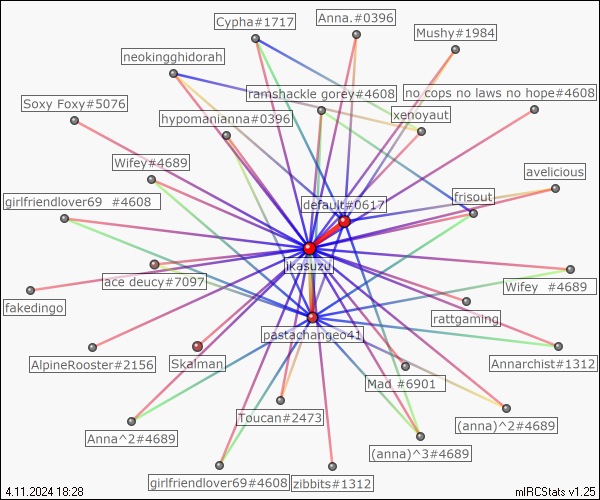 Cypha#1717
Anna.#0396
Mushy#1984
neokingghidorah
ramshackle gorey#4608
no cops no laws no hope#4608
Soxy Foxy#5076
hypomanianna#0396
xenoyaut
Wifey#4689
avelicious
girlfriendlover69 #4608
default#0617
frisout
ikasuzu
ace deucy#7097
Wifey #4689
fakedingo
rattgaming
pastachangeo41
AlpineRooster#2156
Skalman
Annarchist#1312
Mad #6901
Toucan#2473
(anna)^2#4689
Anna^2#4689
(anna)^3#4689
girlfriendlover69#4608
zibbits#1312
4.11.2024 18:28
mIRCStats v1.25